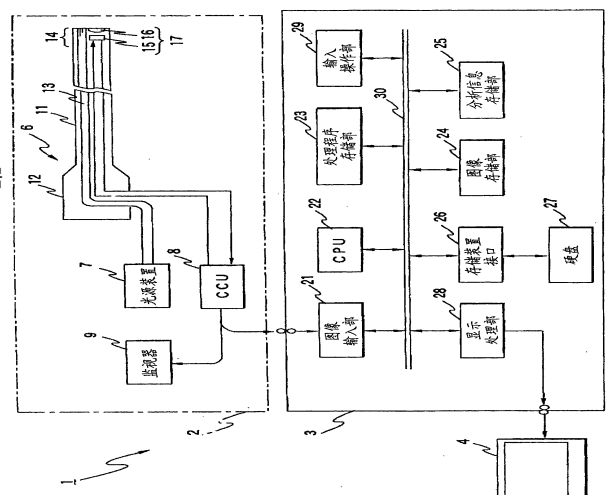 1
2
3
4
6
9
监视器
7
光源装置
8
CCU
12
11
13
14
15
16
17
21
图像
输入部
22
CPU
23
处理程序
存储部
29
输入
操作部
30
28
显示
处理部
26
存储装置
接口
24
图像
存储部
25
分析信息
存储部
27
硬盘